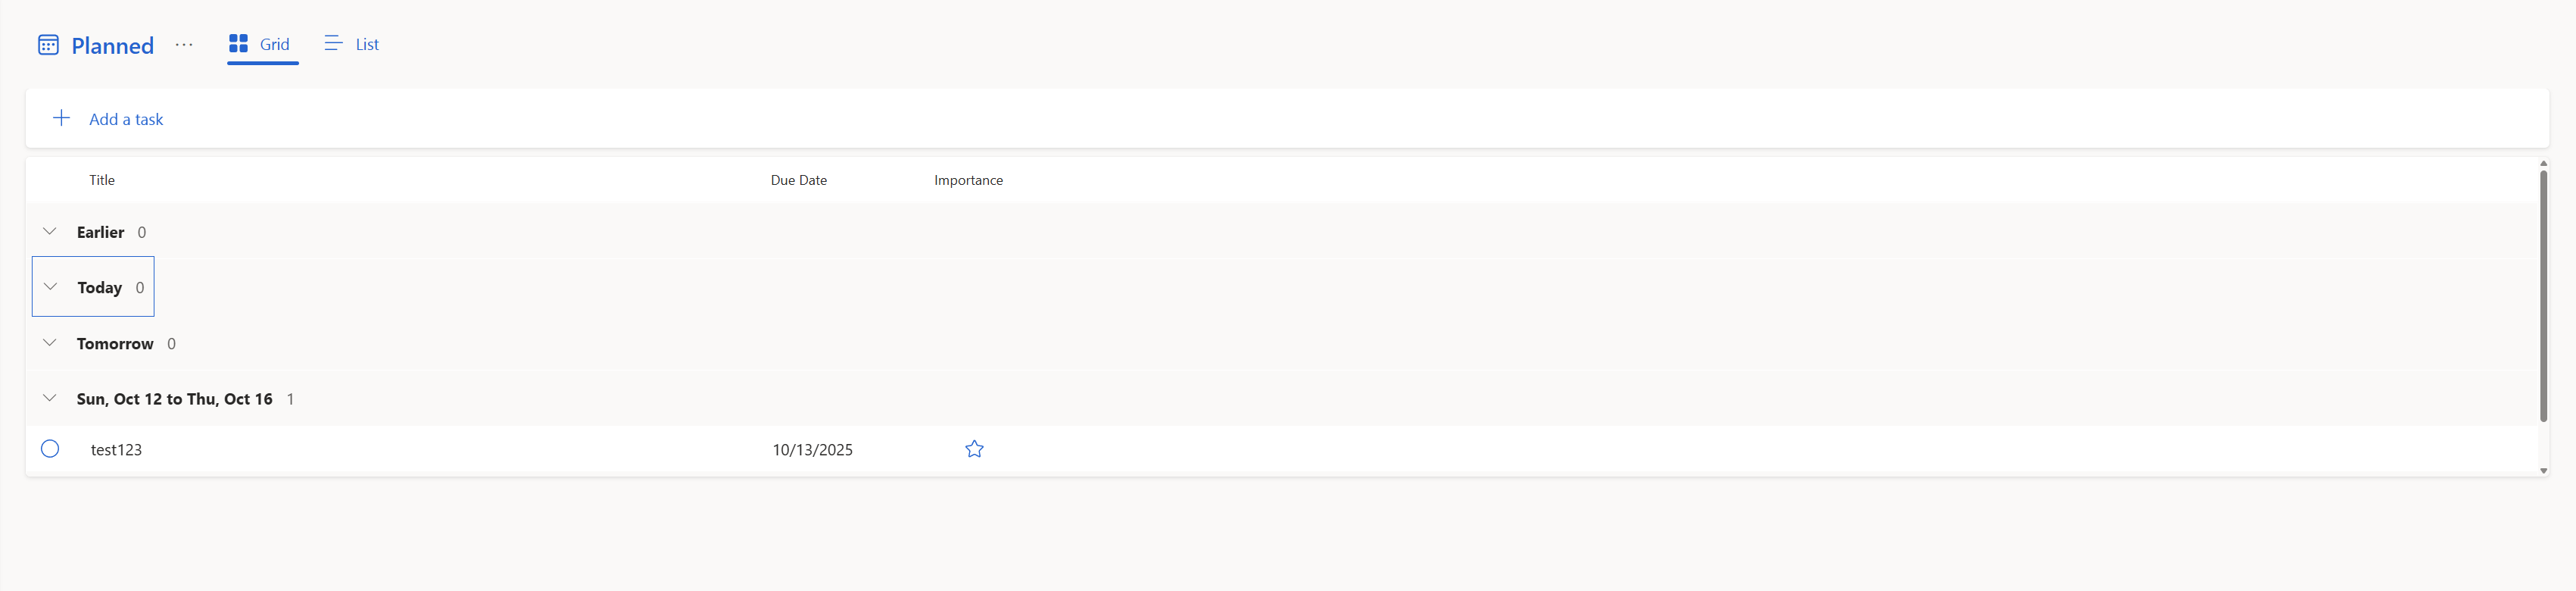 Planned ··· Grid List
Add a task
Title Due Date Importance
Earlier 0
Today 0
Tomorrow 0
Sun, Oct 12 to Thu, Oct 16 1
test123 10/13/2025